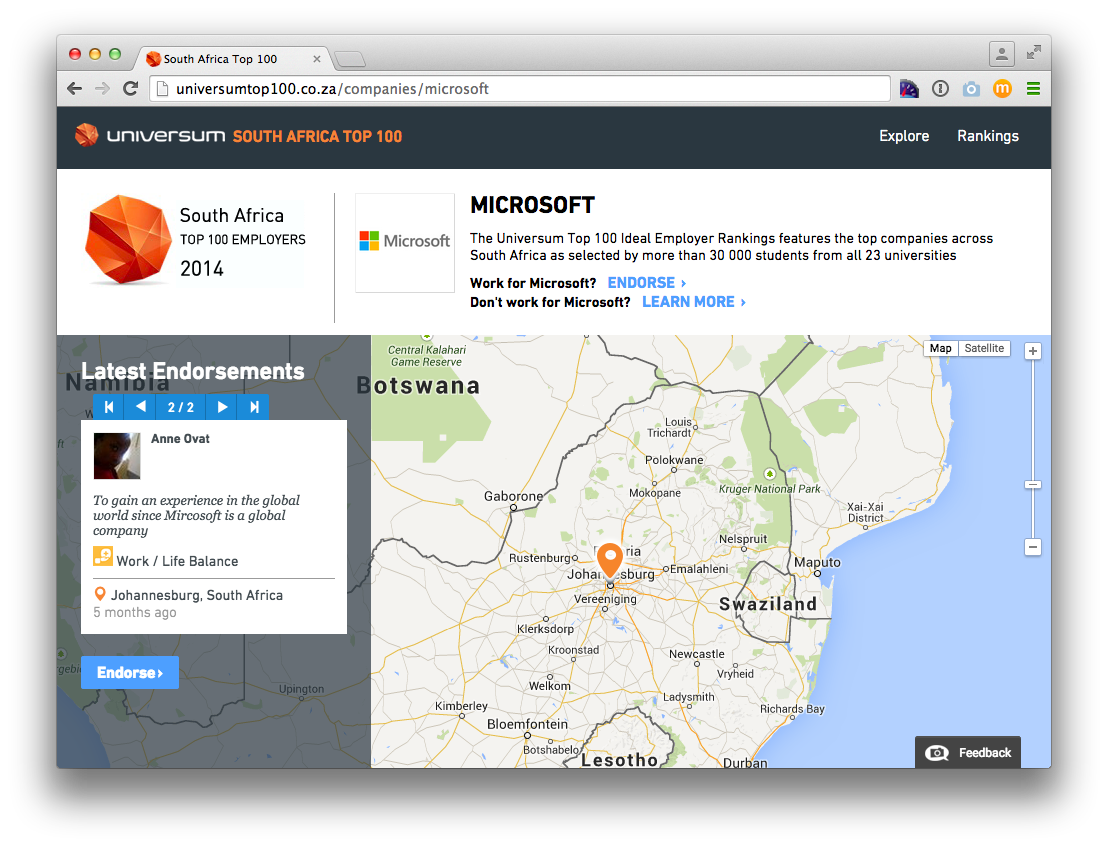 South Africa Top 100
universumtop100.co.za/companies/microsoft
universum SOUTH AFRICA TOP 100
Explore
Rankings
South Africa
TOP 100 EMPLOYERS
2014
Microsoft
MICROSOFT
The Universum Top 100 Ideal Employer Rankings features the top companies across
South Africa as selected by more than 30 000 students from all 23 universities
Work for Microsoft? ENDORSE ›
Don't work for Microsoft? LEARN MORE ›
Latest Endorsements
2 / 2
Anne Ovat
To gain an experience in the global
world since Mircosoft is a global
company
Work / Life Balance
Johannesburg, South Africa
5 months ago
Endorse›
Namibia
Upington
Central Kalahari
Game Reserve
Botswana
Map
Satellite
Louis
Trichardt
Polokwane
Mokopane
Kruger National Park
Gaborone
Xai-Xai
District
Nelspruit
Rustenburg
Johannesburg
Emalahleni
Maputo
Vereeniging
Swaziland
Klerksdorp
Kroonstad
Newcastle
Vryheid
Welkom
Ladysmith
Kimberley
Richards Bay
Bloemfontein
Botshabelo
Lesotho
Durban
Feedback